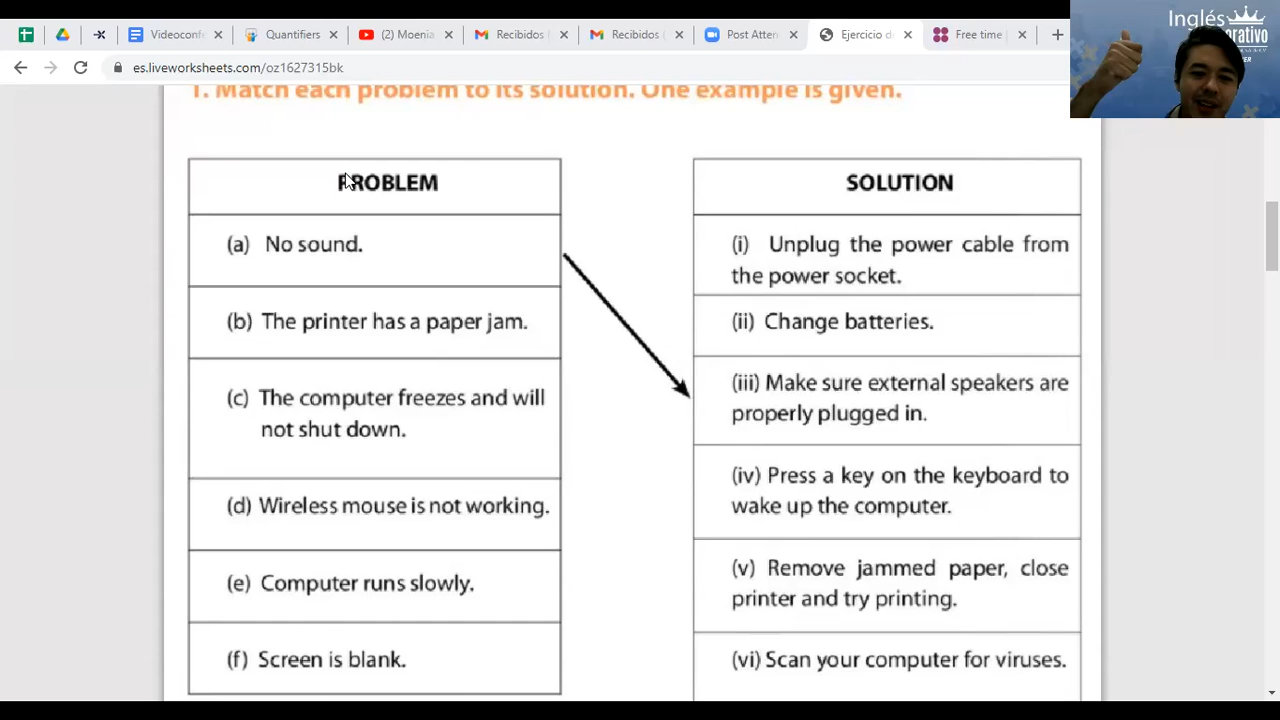 Videoconf
Quantifiers
(2) Moenia
Recibidos
Recibidos
Post Atten
Ejercicio d
Free time
es.liveworksheets.com/oz1627315bk
Inglés
orativo
1. Match each problem to its solution. One example is given.
PROBLEM
(a) No sound.
(b) The printer has a paper jam.
(c) The computer freezes and will
not shut down.
(d) Wireless mouse is not working.
(e) Computer runs slowly.
(f) Screen is blank.
SOLUTION
(i) Unplug the power cable from
the power socket.
(ii) Change batteries.
(iii) Make sure external speakers are
properly plugged in.
(iv) Press a key on the keyboard to
wake up the computer.
(v) Remove jammed paper, close
printer and try printing.
(vi) Scan your computer for viruses.